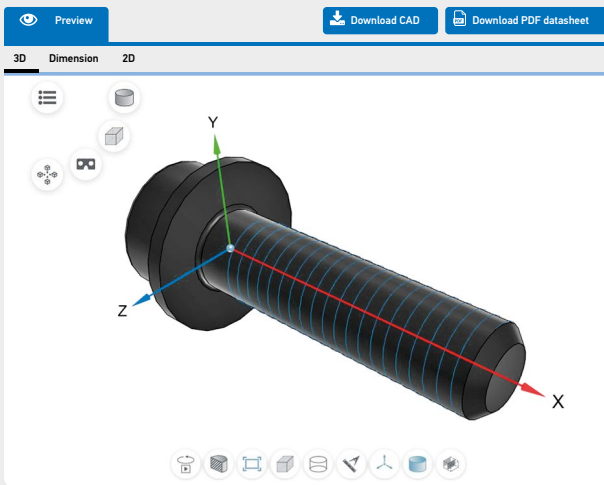 Preview
Download CAD
Download PDF datasheet
3D Dimension 2D
Y
Z
X